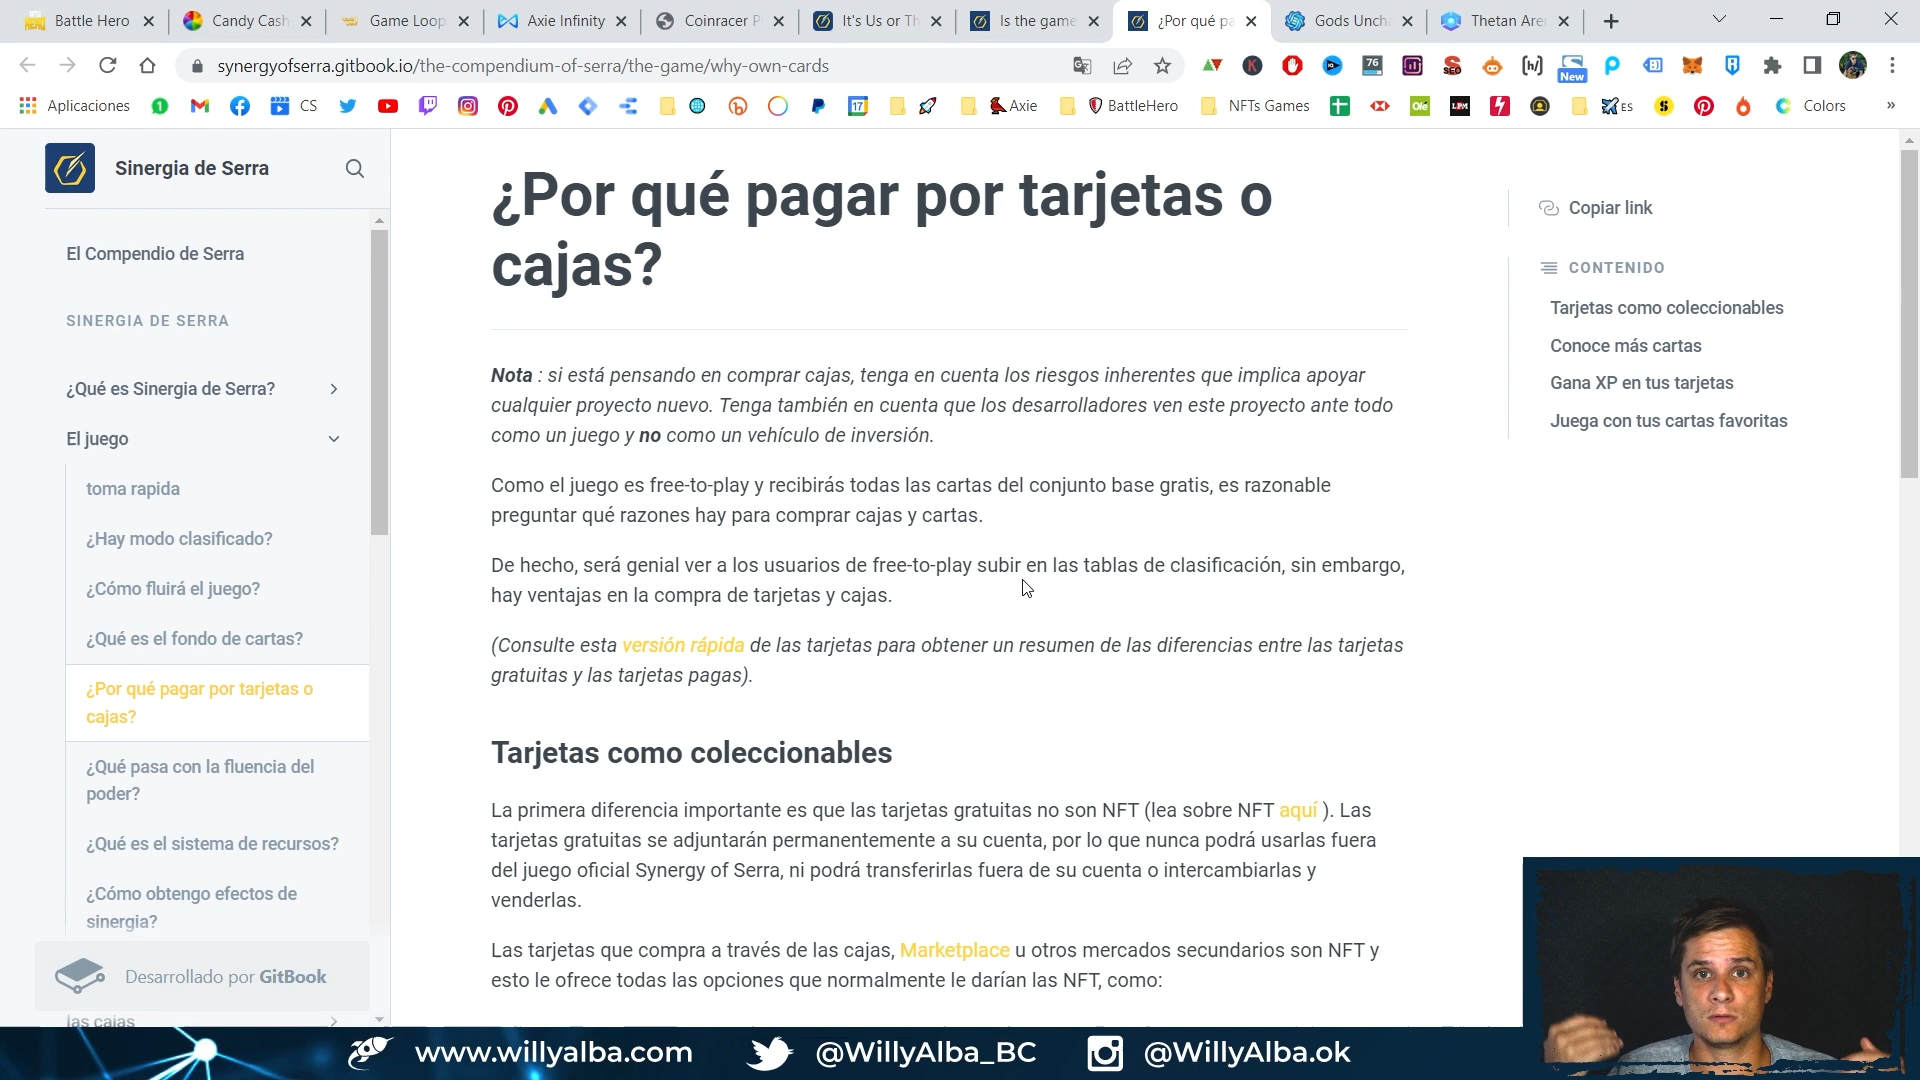 Battle Hero
Candy Cash
Game Loop
Axie Infinity
Coinracer P
It's Us or Th
Is the game
¿Por qué pa
Gods Uncha
Thetan Are
synergyofserra.gitbook.io/the-compendium-of-serra/the-game/why-own-cards
76
New
Aplicaciones
CS
17
Axie
BattleHero
NFTs Games
Olé
ES
Colors
»
Sinergia de Serra
El Compendio de Serra
SINERGIA DE SERRA
¿Qué es Sinergia de Serra?
El juego
toma rapida
¿Hay modo clasificado?
¿Cómo fluirá el juego?
¿Qué es el fondo de cartas?
¿Por qué pagar por tarjetas o
cajas?
¿Qué pasa con la fluencia del
poder?
¿Qué es el sistema de recursos?
¿Cómo obtengo efectos de
sinergia?
Desarrollado por GitBook
las cajas
¿Por qué pagar por tarjetas o
cajas?
Nota : si está pensando en comprar cajas, tenga en cuenta los riesgos inherentes que implica apoyar
cualquier proyecto nuevo. Tenga también en cuenta que los desarrolladores ven este proyecto ante todo
como un juego y no como un vehículo de inversión.
Como el juego es free-to-play y recibirás todas las cartas del conjunto base gratis, es razonable
preguntar qué razones hay para comprar cajas y cartas.
De hecho, será genial ver a los usuarios de free-to-play subir en las tablas de clasificación, sin embargo,
hay ventajas en la compra de tarjetas y cajas.
(Consulte esta versión rápida de las tarjetas para obtener un resumen de las diferencias entre las tarjetas
gratuitas y las tarjetas pagas).
Tarjetas como coleccionables
La primera diferencia importante es que las tarjetas gratuitas no son NFT (lea sobre NFT aquí ). Las
tarjetas gratuitas se adjuntarán permanentemente a su cuenta, por lo que nunca podrá usarlas fuera
del juego oficial Synergy of Serra, ni podrá transferirlas fuera de su cuenta o intercambiarlas y
venderlas.
Las tarjetas que compra a través de las cajas, Marketplace u otros mercados secundarios son NFT y
esto le ofrece todas las opciones que normalmente le darían las NFT, como:
Copiar link
CONTENIDO
Tarjetas como coleccionables
Conoce más cartas
Gana XP en tus tarjetas
Juega con tus cartas favoritas
www.willyalba.com
@WillyAlba_BC
@WillyAlba.ok